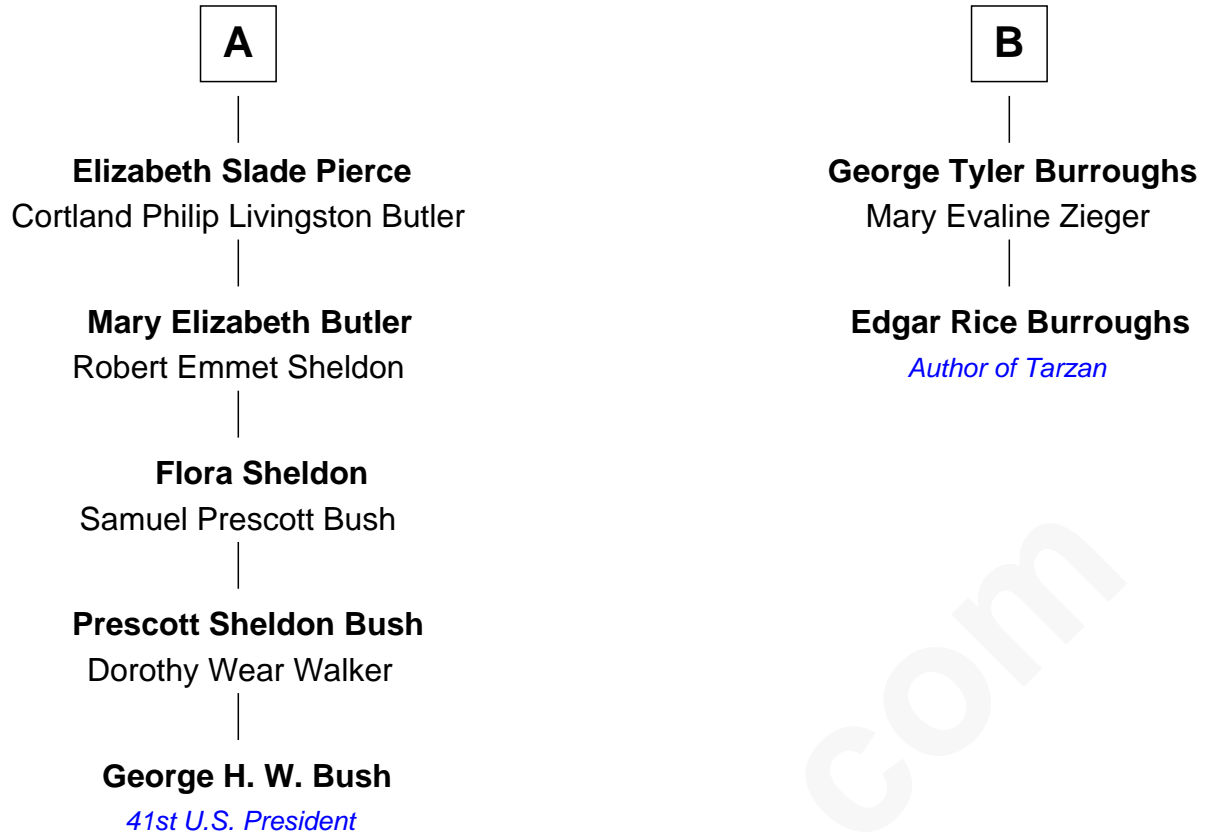 A
Elizabeth Slade Pierce
Cortland Philip Livingston Butler
Mary Elizabeth Butler
Robert Emmet Sheldon
Flora Sheldon
Samuel Prescott Bush
Prescott Sheldon Bush
Dorothy Wear Walker
George H. W. Bush
41st U.S. President
B
George Tyler Burroughs
Mary Evaline Zieger
Edgar Rice Burroughs
Author of Tarzan
com